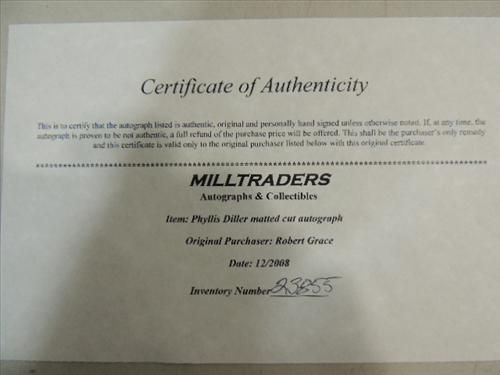 Certificate of Authenticity
This is to certify that the autograph listed is authentic, original and personally hand signed unless otherwise noted. If, at any time, the
autograph is proven to be not authentic, a full refund of the purchase price will be offered. This shall be the purchaser's only remedy
and this certificate is valid only to the original purchaser listed below with this original certificate.
MILLTRADERS
Autographs & Collectibles
Item: Phyllis Diller matted cut autograph
Original Purchaser: Robert Grace
Date: 12/2008
Inventory Number 23855